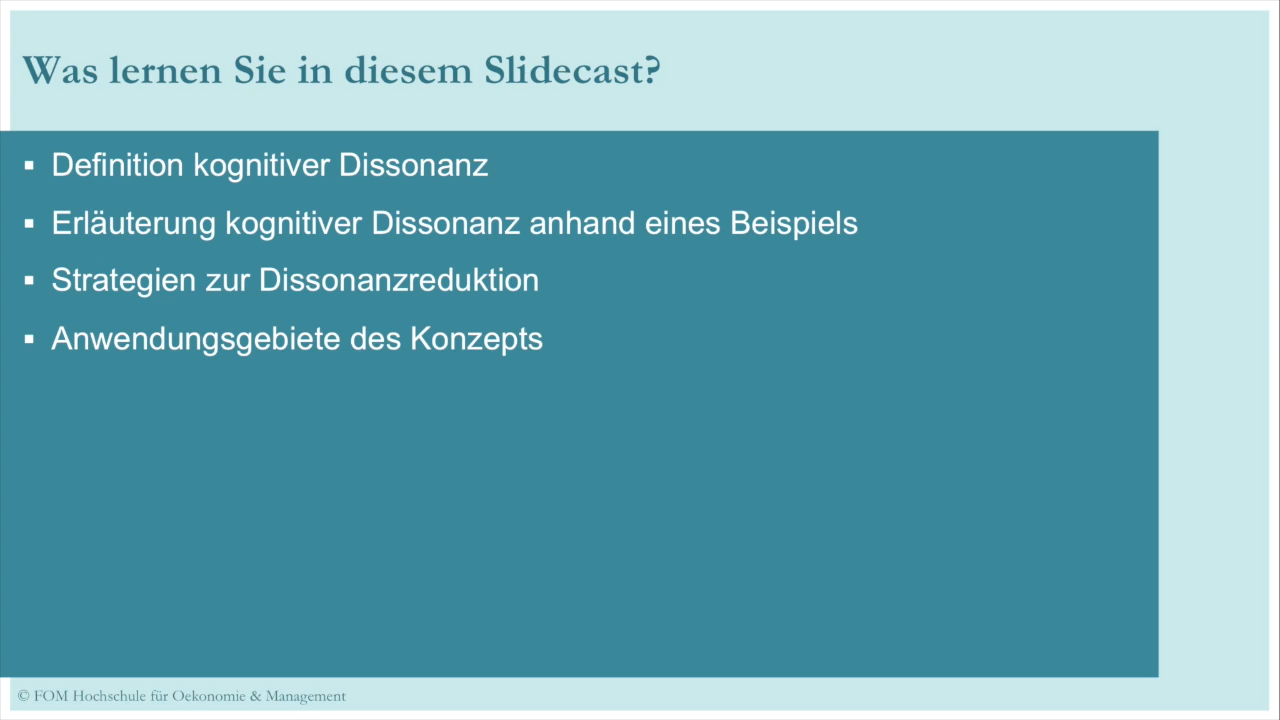 Was lernen Sie in diesem Slidecast?
▪ Definition kognitiver Dissonanz
▪ Erläuterung kognitiver Dissonanz anhand eines Beispiels
▪ Strategien zur Dissonanzreduktion
▪ Anwendungsgebiete des Konzepts
© FOM Hochschule für Oekonomie & Management